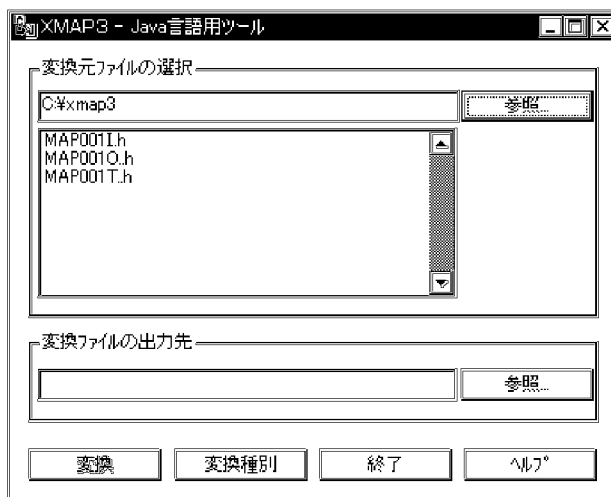 XMAP3 - Java言語用ツール
変換元ファイルの選択
C:¥xmap3
参照...
MAP001I.h
MAP001O.h
MAP001T.h
変換ファイルの出力先
参照...
変換
変換種別
終了
ヘルプ